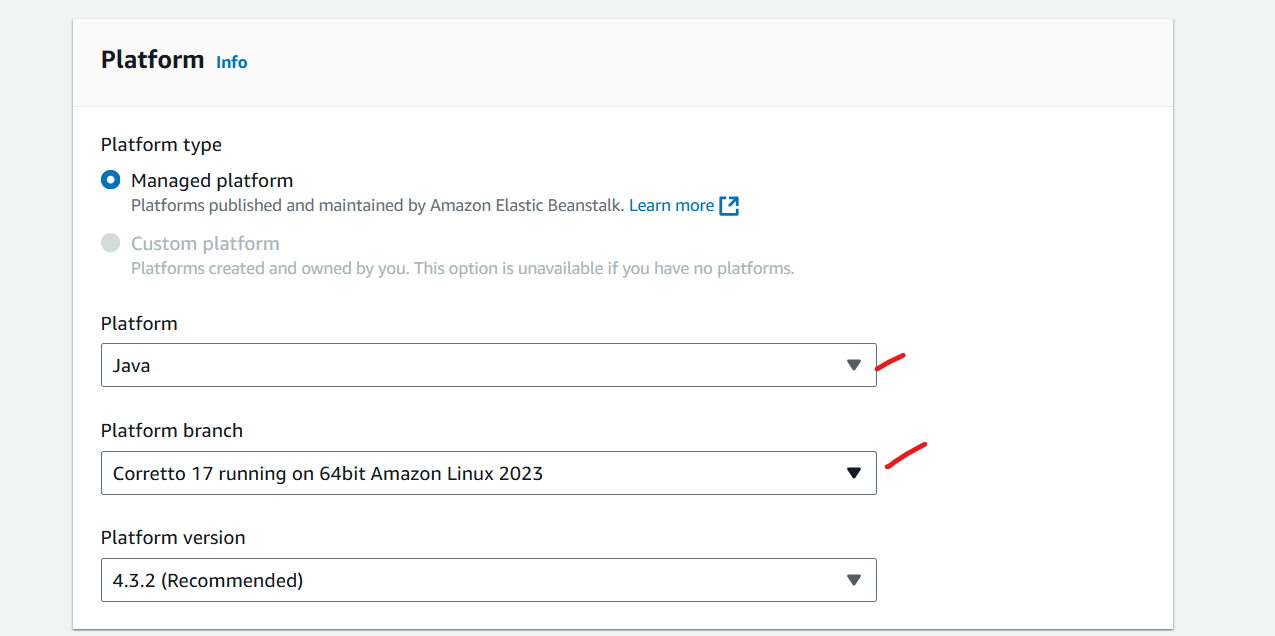 Platform Info
Platform type
Managed platform
Platforms published and maintained by Amazon Elastic Beanstalk. Learn more
Custom platform
Platforms created and owned by you. This option is unavailable if you have no platforms.
Platform
Java
Platform branch
Corretto 17 running on 64bit Amazon Linux 2023
Platform version
4.3.2 (Recommended)